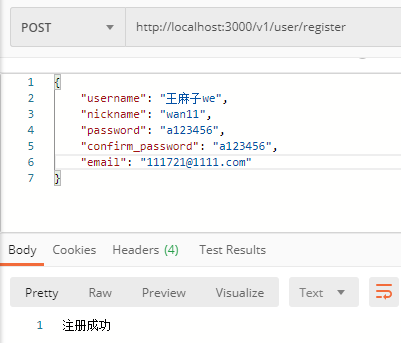 POST http://localhost:3000/v1/user/register
1 {
2 "username": "王麻子we",
3 "nickname": "wan11",
4 "password": "a123456",
5 "confirm_password": "a123456",
6 "email": "111721@1111.com"
7 }
Body Cookies Headers (4) Test Results
Pretty Raw Preview Visualize Text
1 注册成功